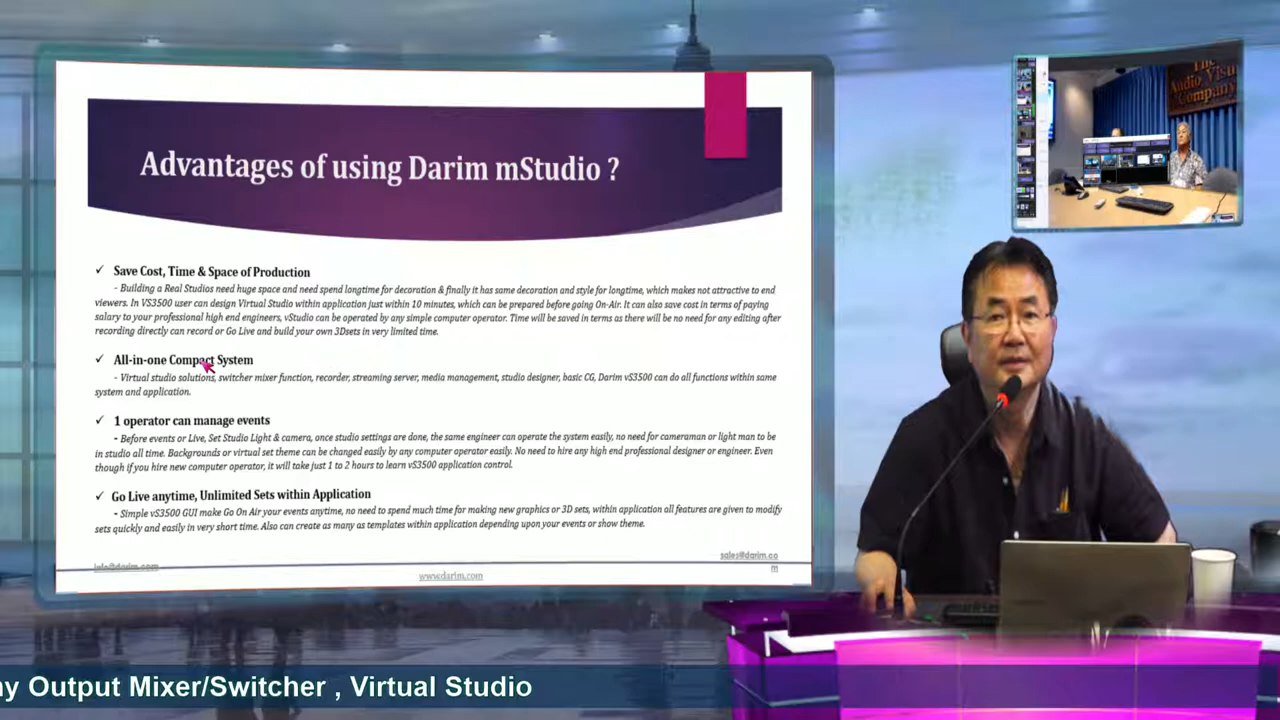 Advantages of using Darim mStudio ?
✓ Save Cost, Time & Space of Production
- Building a Real Studios need huge space and need spend longtime for decoration & finally it has same decoration and style for longtime, which makes not attractive to end
viewers. In VS3500 user can design Virtual Studio within application just within 10 minutes, which can be prepared before going On-Air. It can also save cost in terms of paying
salary to your professional high end engineers, vStudio can be operated by any simple computer operator. Time will be saved in terms as there will be no need for any editing after
recording directly can record or Go Live and build your own 3Dsets in very limited time.
✓ All-in-one Compact System
- Virtual studio solutions, switcher mixer function, recorder, streaming server, media management, studio designer, basic CG, Darim vS3500 can do all functions within same
system and application.
✓ 1 operator can manage events
- Before events or Live, Set Studio Light & camera, once studio settings are done, the same engineer can operate the system easily, no need for cameraman or light man to be
in studio all time. Backgrounds or virtual set theme can be changed easily by any computer operator easily. No need to hire any high end professional designer or engineer. Even
though if you hire new computer operator, it will take just 1 to 2 hours to learn vS3500 application control.
✓ Go Live anytime, Unlimited Sets within Application
- Simple vS3500 GUI make Go On Air your events anytime, no need to spend much time for making new graphics or 3D sets, within application all features are given to modify
sets quickly and easily in very short time. Also can create as many as templates within application depending upon your events or show theme.
info@darim.com
www.darim.com
sales@darim.co
m
The
Audio Visu
Company
ny Output Mixer/Switcher , Virtual Studio